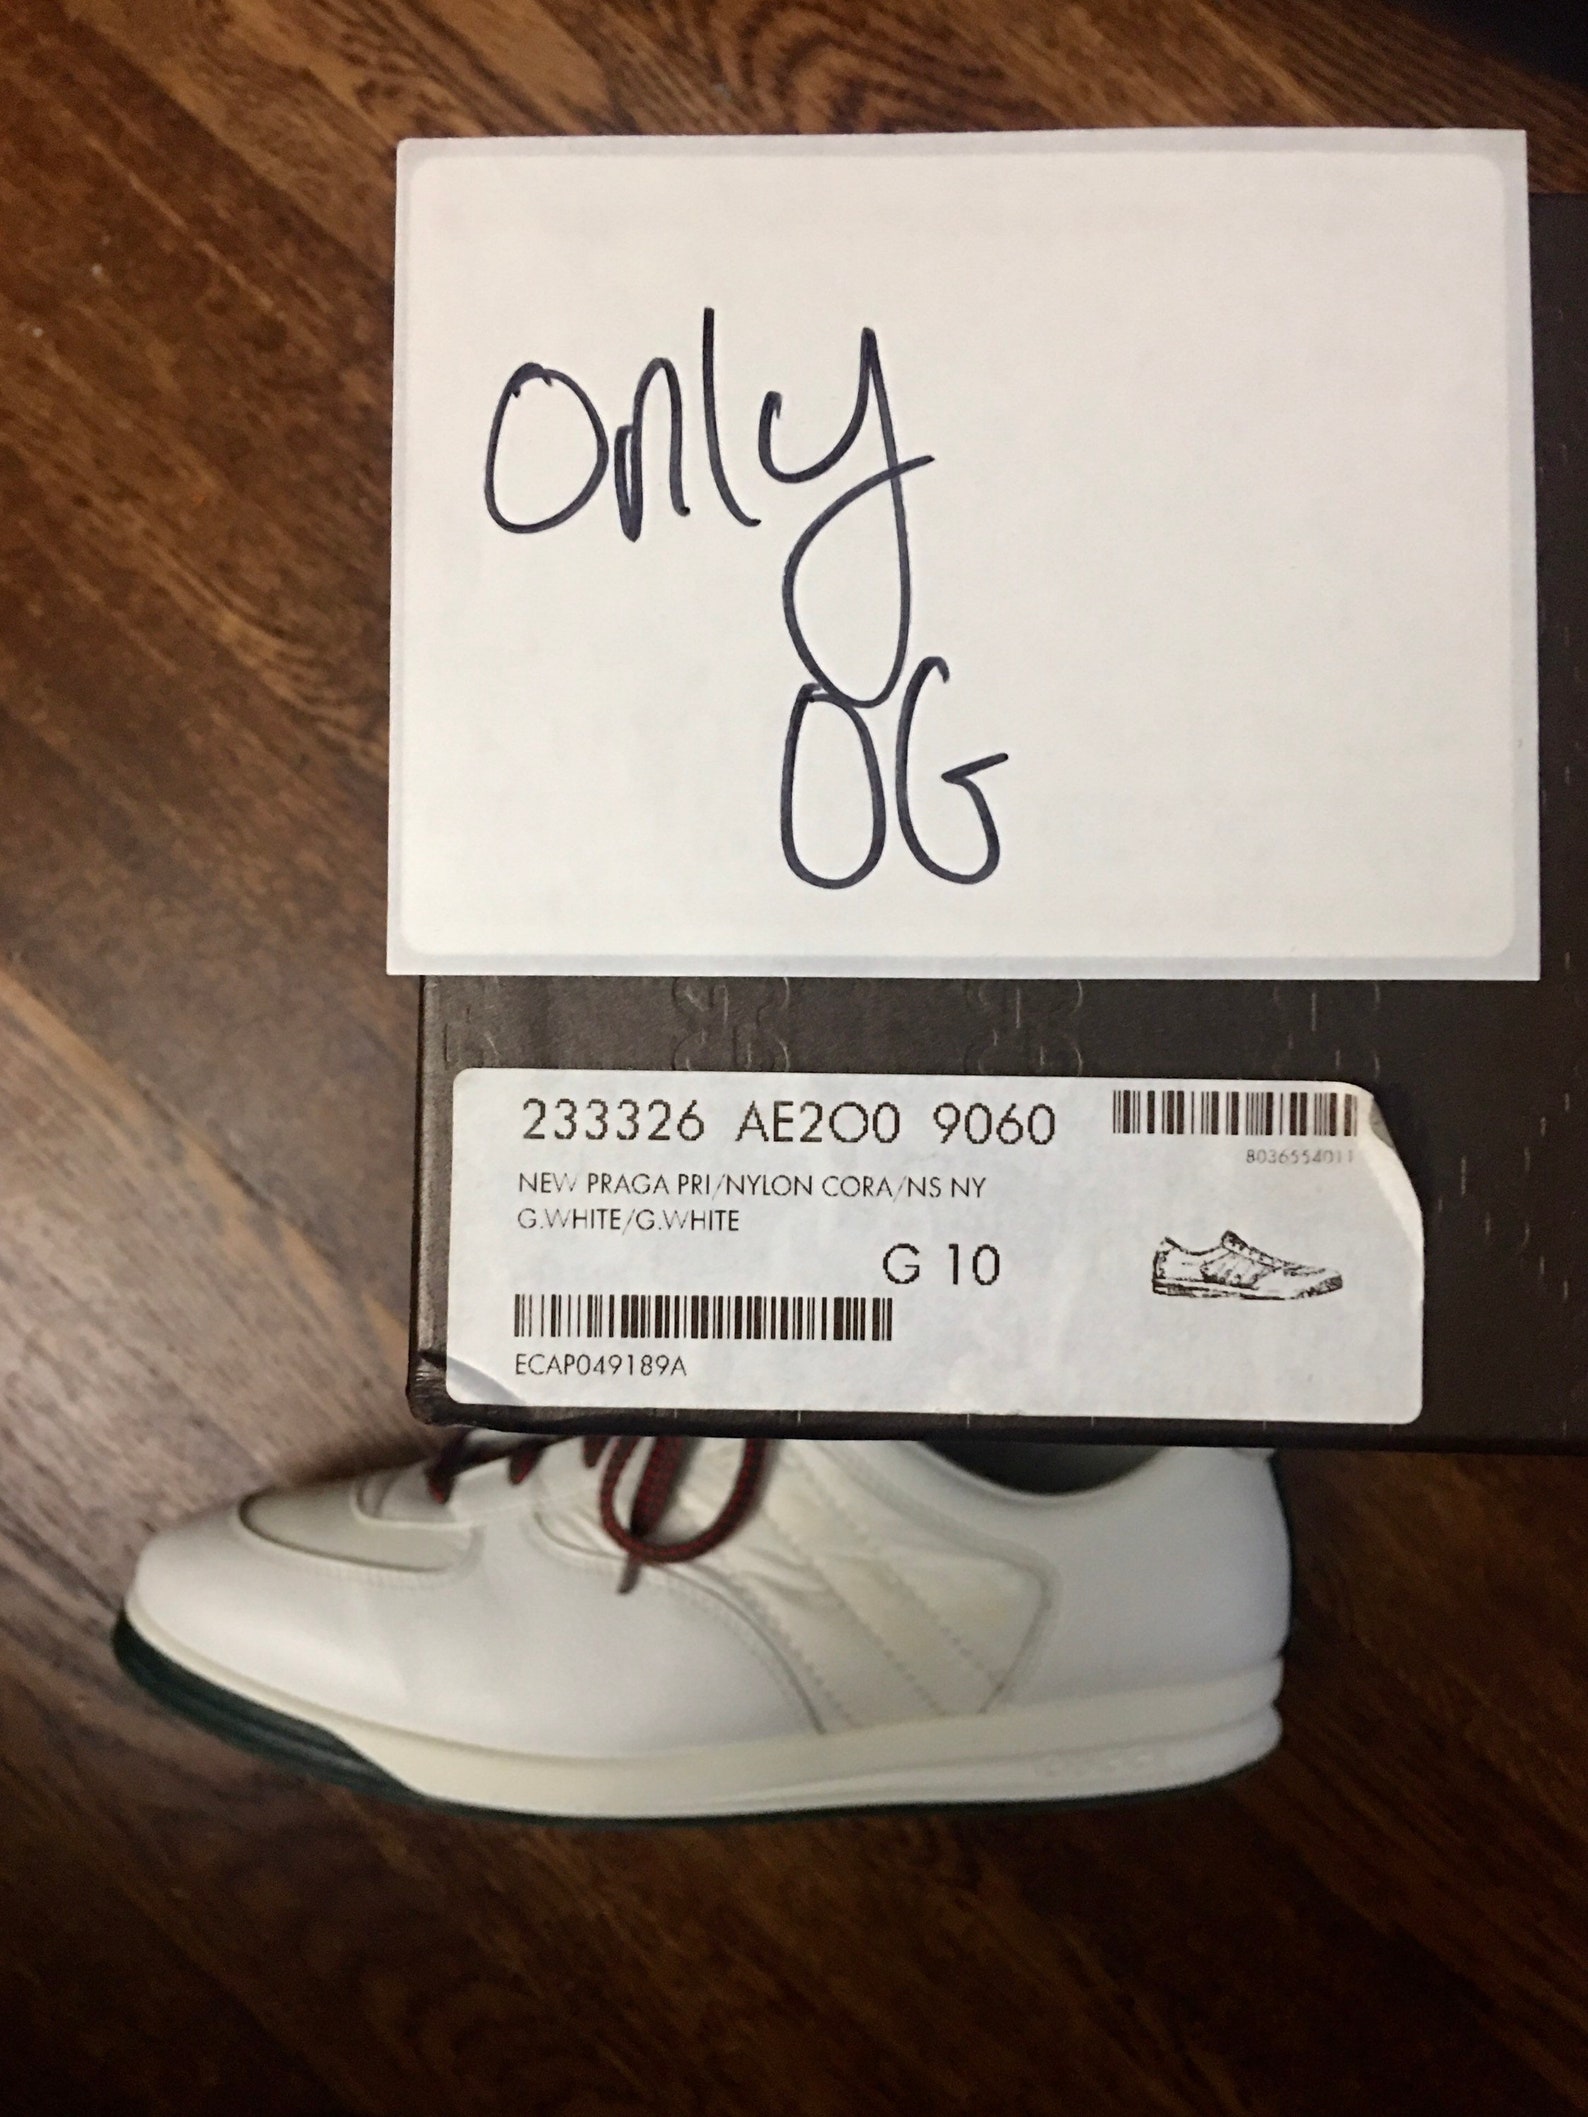 only
OG
233326 AE2O0 9060
8036554011
NEW PRAGA PRI/NYLON CORA/NS NY
G.WHITE/G.WHITE
G 10
ECAP049189A